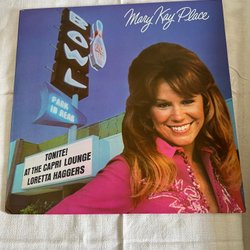 Mary Kay Place
BOWL
PARK
IN REAR
TONITE!
AT THE CAPRI LOUNGE
LORETTA HAGGERS